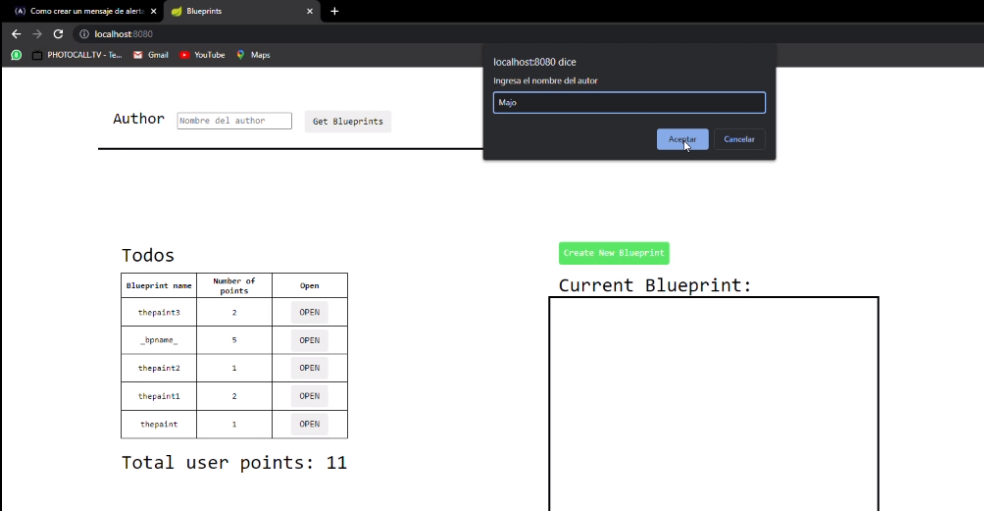 Como crear un mensaje de alerta
Blueprints
localhost:8080
PHOTOCALL.TV - Te... Gmail YouTube Maps
localhost:8080 dice
Ingresa el nombre del autor
Majo
Aceptar Cancelar
Author Nombre del author Get Blueprints
Todos
Blueprint name Number of points Open
thepaint3 2 OPEN
_bpname_ 5 OPEN
thepaint2 1 OPEN
thepaint1 2 OPEN
thepaint 1 OPEN
Total user points: 11
Create New Blueprint
Current Blueprint: